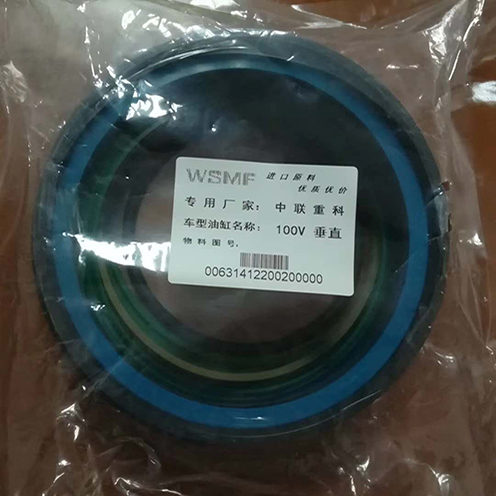 WSMF 进口原料
优质优价
专用厂家: 中联重科
车型油缸名称: 100V 垂直
物料图号:
00631412200200000